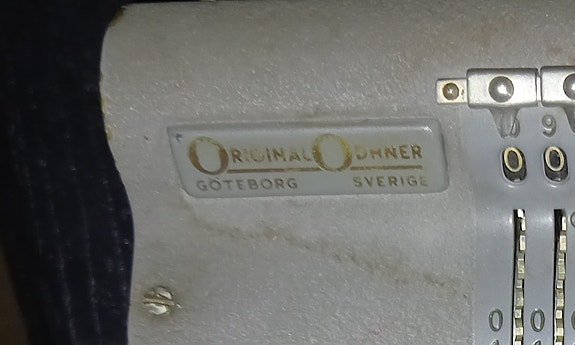 ORIGINAL ODHNER
GÖTEBORG SVERIGE
9
0 0
0 0